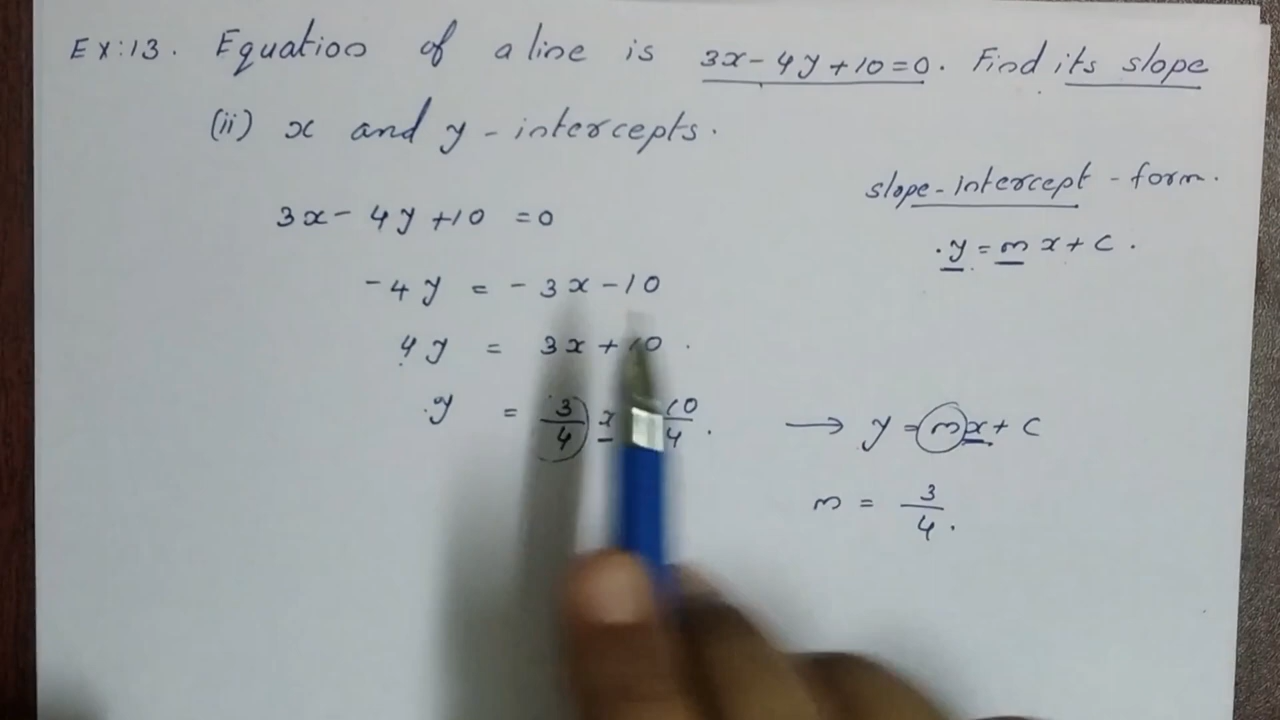 Ex:13. Equation of a line is 3x - 4y + 10 = 0. Find its slope
(ii) x and y - intercepts.
slope - intercept - form.
y = m x + c.
3x - 4y + 10 = 0
-4y = -3x - 10
4y = 3x + 10.
y = 3/4 x 10/4. → y = mx + c
m = 3/4.